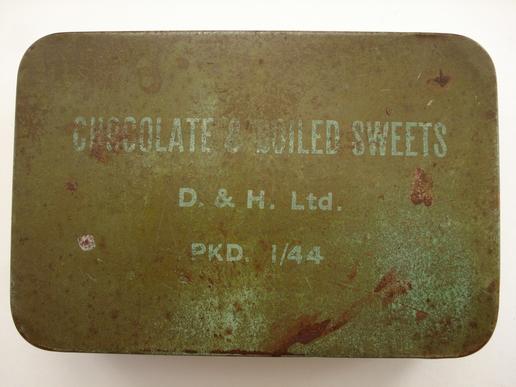 CHOCOLATE & BOILED SWEETS
D. & H. Ltd.
PKD. 1/44